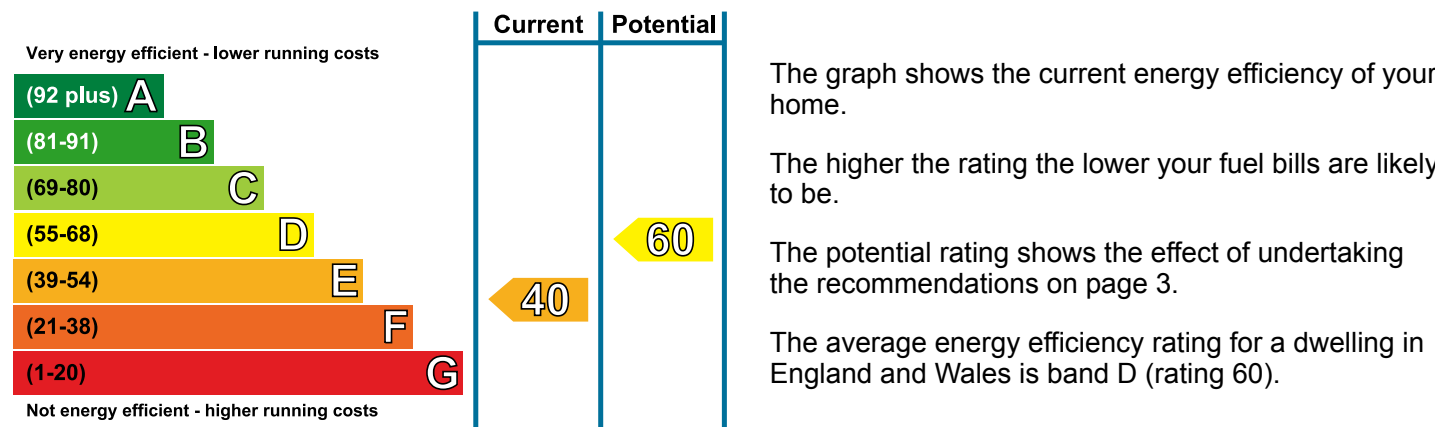 Current Potential
Very energy efficient - lower running costs
(92 plus) A
(81-91) B
(69-80) C
(55-68) D
(39-54) E
(21-38) F
(1-20) G
Not energy efficient - higher running costs
40
60
The graph shows the current energy efficiency of your
home.
The higher the rating the lower your fuel bills are likely
to be.
The potential rating shows the effect of undertaking
the recommendations on page 3.
The average energy efficiency rating for a dwelling in
England and Wales is band D (rating 60).